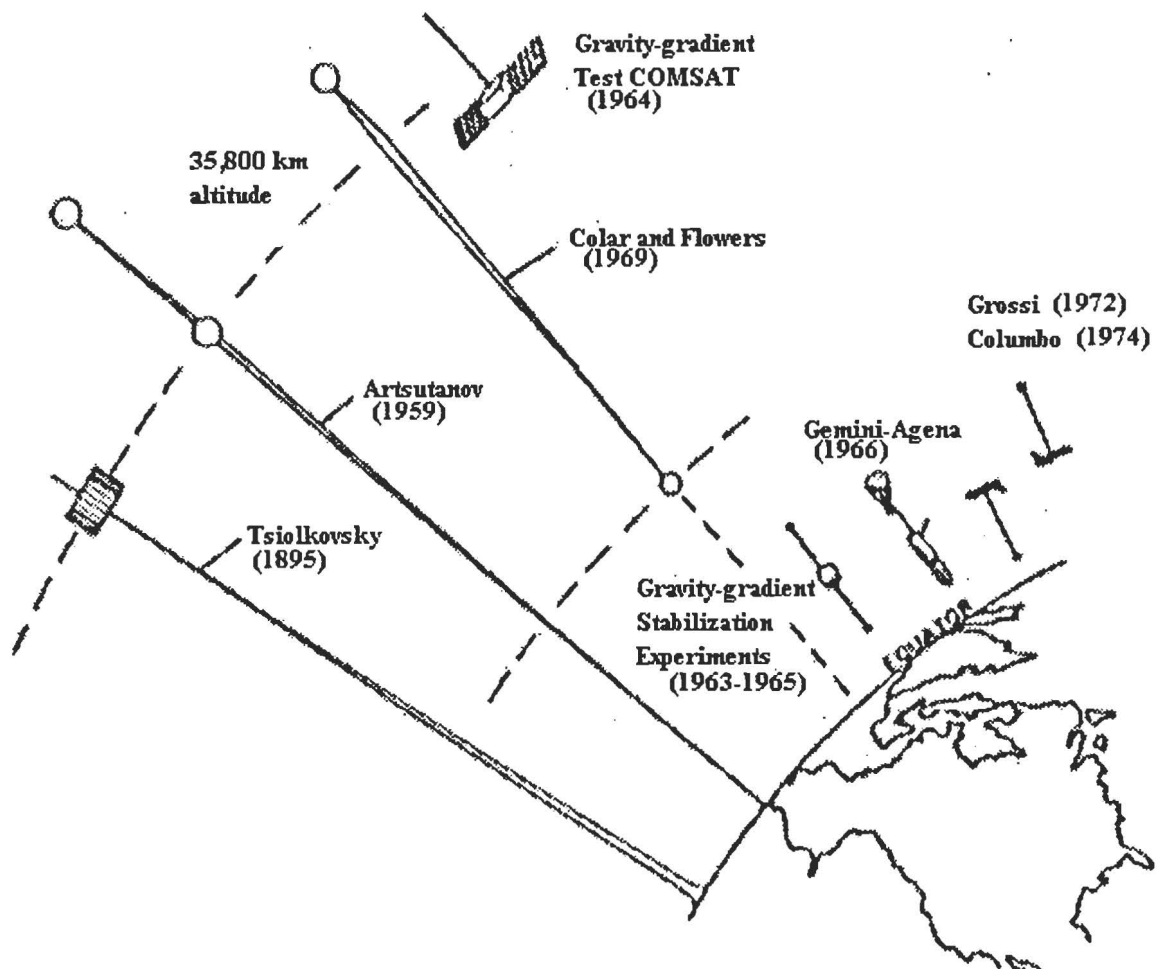 Gravity-gradient
Test COMSAT
(1964)
35,800 km
altitude
Colar and Flowers
(1969)
Grossi (1972)
Columbo (1974)
Artsutanov
(1959)
Gemini-Agena
(1966)
Tsiolkovsky
(1895)
Gravity-gradient
Stabilization
Experiments
(1963-1965)
EQUATOR